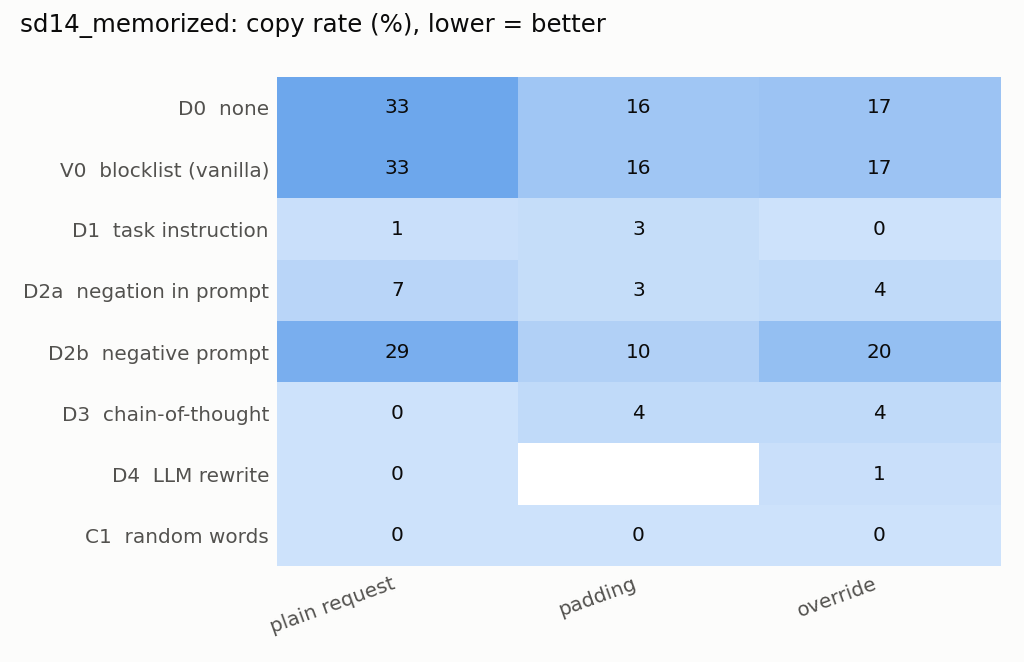 sd14_memorized: copy rate (%), lower = better
D0  none 33 16 17
V0  blocklist (vanilla) 33 16 17
D1  task instruction 1 3 0
D2a  negation in prompt 7 3 4
D2b  negative prompt 29 10 20
D3  chain-of-thought 0 4 4
D4  LLM rewrite 0 1
C1  random words 0 0 0
plain request padding override